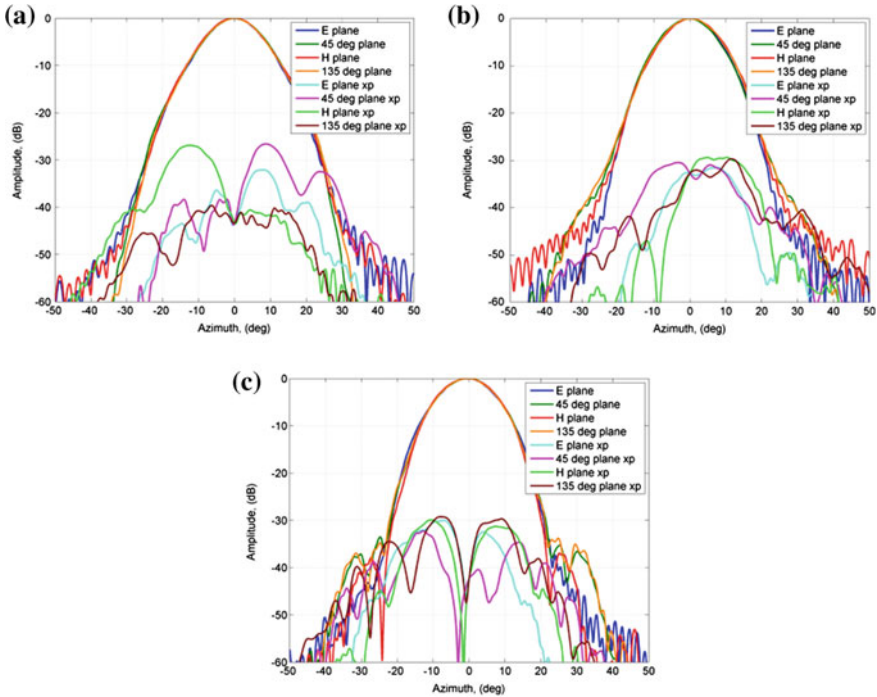 (a)
0
-10
-20
-30
-40
-50
-60
Amplitude, (dB)
-50 -40 -30 -20 -10 0 10 20 30 40 50
Azimuth, (deg)
E plane
45 deg plane
H plane
135 deg plane
E plane xp
45 deg plane xp
H plane xp
135 deg plane xp
(b)
0
-10
-20
-30
-40
-50
-60
Amplitude, (dB)
-50 -40 -30 -20 -10 0 10 20 30 40 50
Azimuth, (deg)
E plane
45 deg plane
H plane
135 deg plane
E plane xp
45 deg plane xp
H plane xp
135 deg plane xp
(c)
0
-10
-20
-30
-40
-50
-60
Amplitude, (dB)
-50 -40 -30 -20 -10 0 10 20 30 40 50
Azimuth, (deg)
E plane
45 deg plane
H plane
135 deg plane
E plane xp
45 deg plane xp
H plane xp
135 deg plane xp